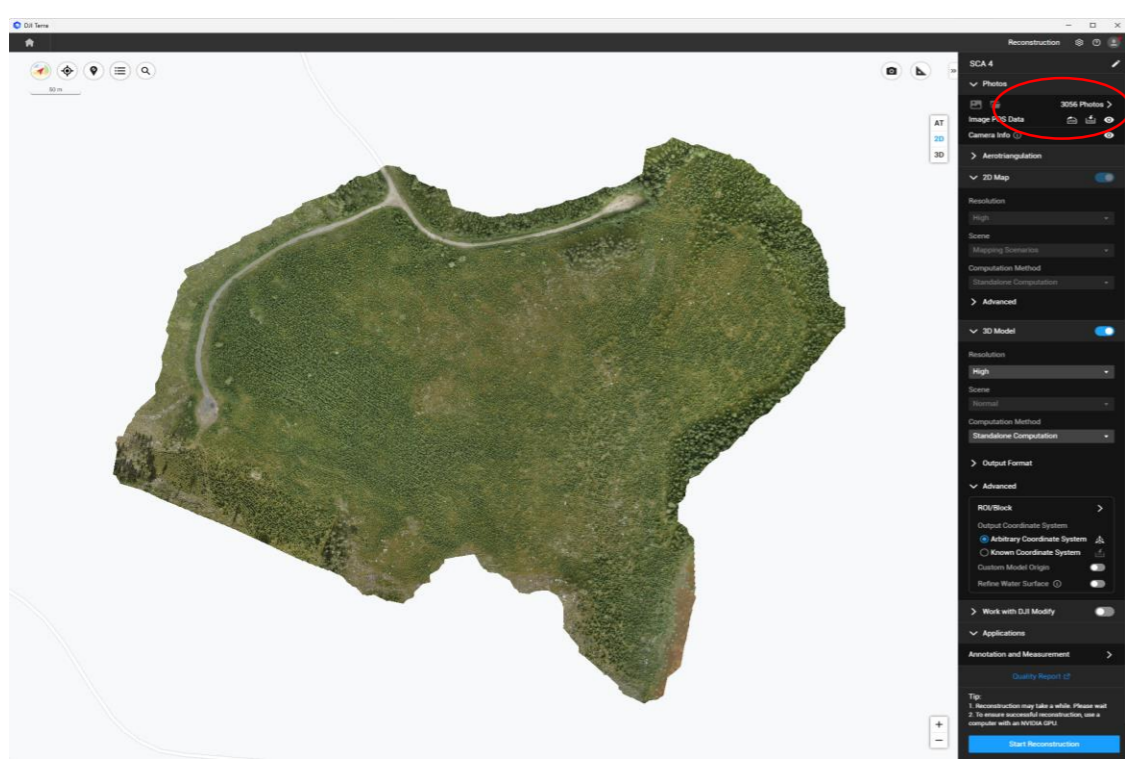 DJI Terra
Reconstruction
50 m
AT
2D
3D
SCA 4
Photos
3056 Photos
Image POS Data
Camera Info
Aerotriangulation
2D Map
Resolution
High
Scene
Mapping Scenarios
Computation Method
Standalone Computation
Advanced
3D Model
Resolution
High
Scene
Normal
Computation Method
Standalone Computation
Output Format
Advanced
ROI/Block
Output Coordinate System
Arbitrary Coordinate System
Known Coordinate System
Custom Model Origin
Refine Water Surface
Work with DJI Modify
Applications
Annotation and Measurement
Quality Report
Tip:
1. Reconstruction may take a while. Please wait
2. To ensure successful reconstruction, use a
computer with an NVIDIA GPU
Start Reconstruction